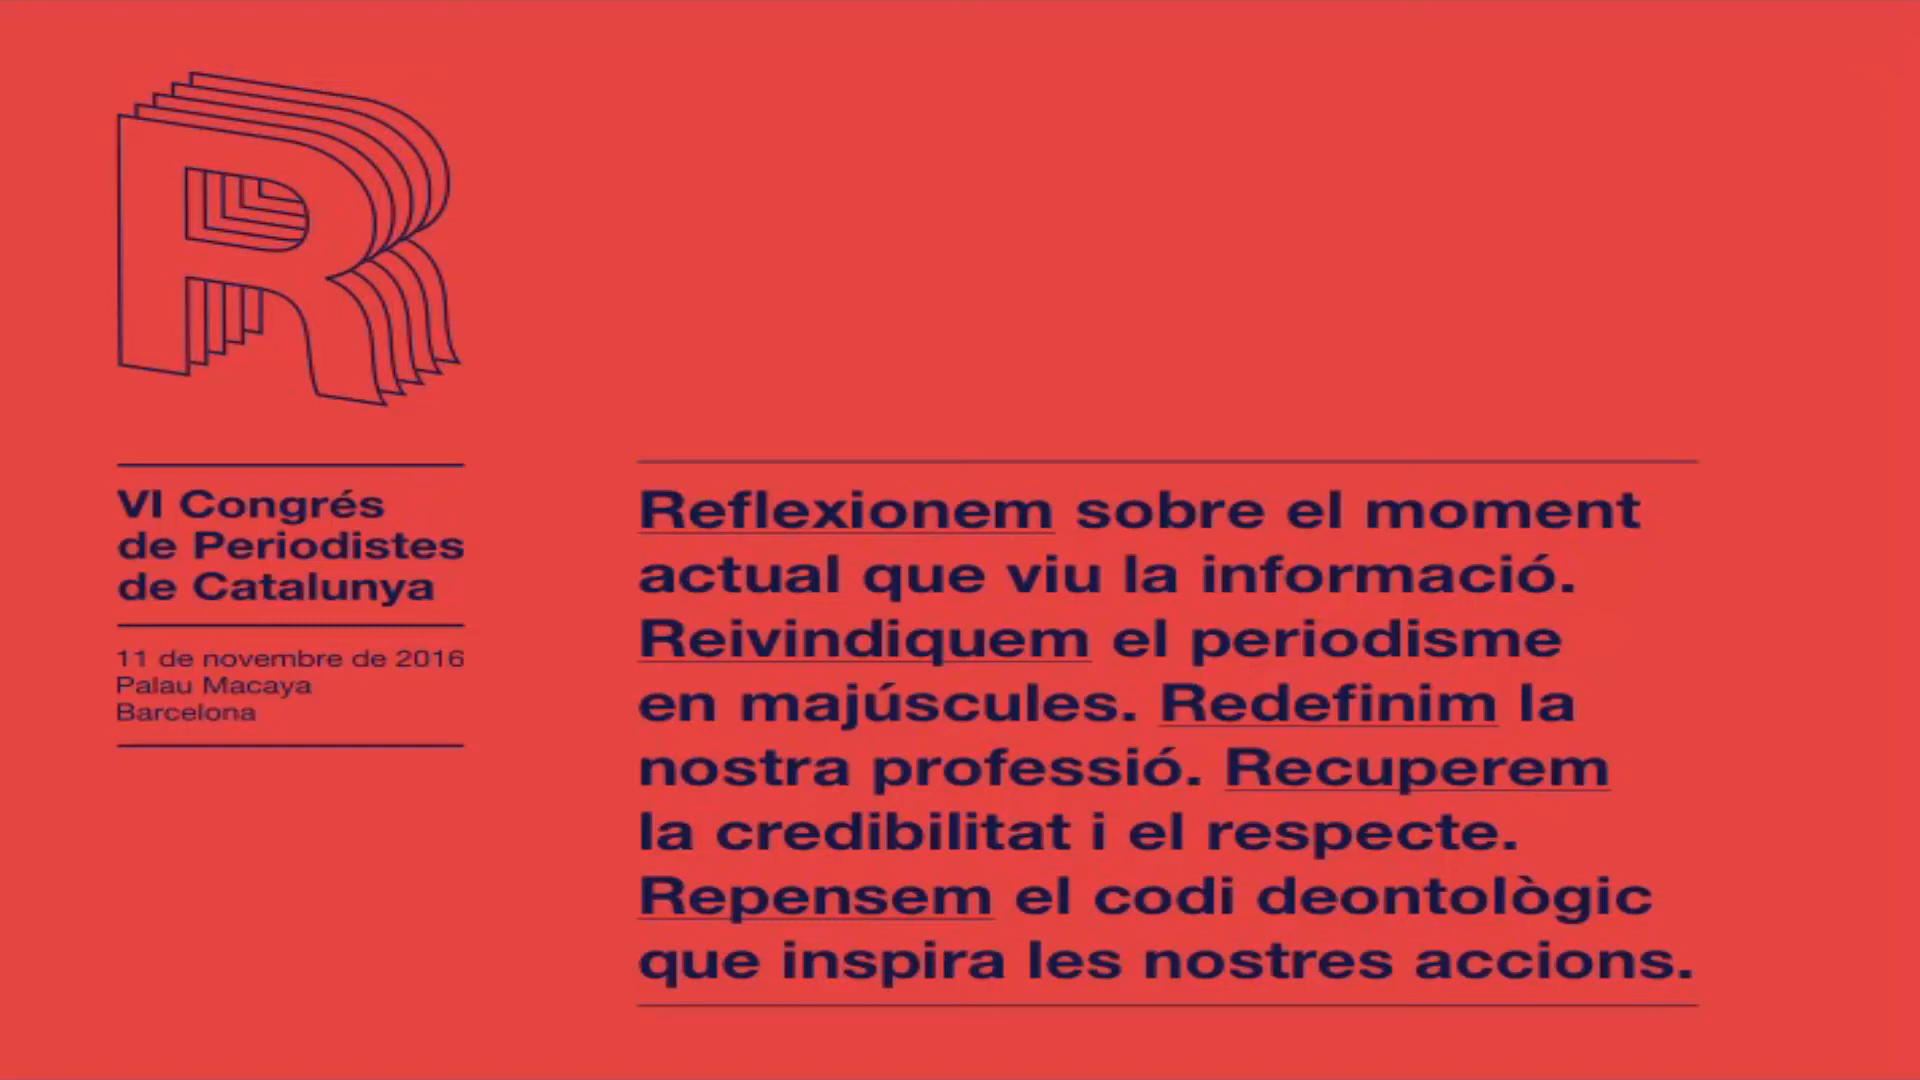 R
VI Congrés
de Periodistes
de Catalunya
11 de novembre de 2016
Palau Macaya
Barcelona
Reflexionem sobre el moment
actual que viu la informació.
Reivindiquem el periodisme
en majúscules. Redefinim la
nostra professió. Recuperem
la credibilitat i el respecte.
Repensem el codi deontològic
que inspira les nostres accions.